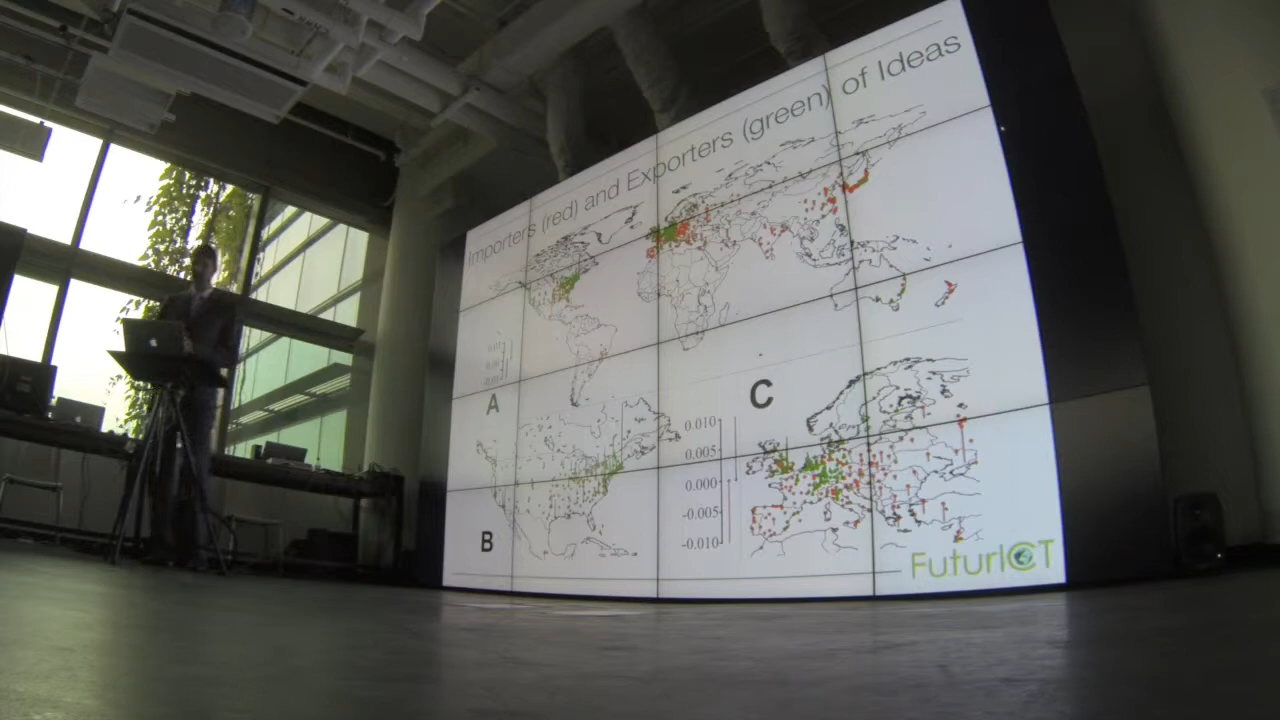 Importers (red) and Exporters (green) of Ideas
A
B
C
0.010
0.005
0.000
-0.005
-0.010
FuturICT